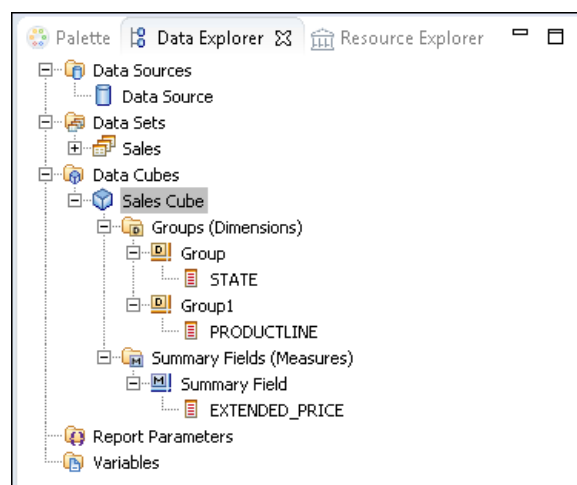 Palette Data Explorer Resource Explorer
Data Sources
Data Source
Data Sets
Sales
Data Cubes
Sales Cube
Groups (Dimensions)
Group
STATE
Group1
PRODUCTLINE
Summary Fields (Measures)
Summary Field
EXTENDED_PRICE
Report Parameters
Variables